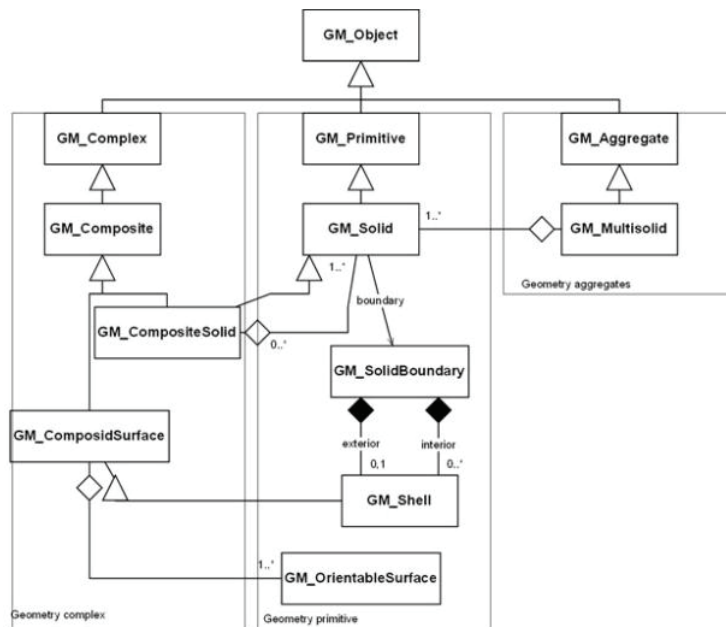 GM_Object
GM_Complex
GM_Primitive
GM_Aggregate
GM_Composite
GM_Solid
1..*
GM_Multisolid
1..*
Geometry aggregates
boundary
GM_CompositeSolid
0..*
GM_SolidBoundary
GM_ComposidSurface
exterior
interior
0,1
0..*
GM_Shell
1..*
GM_OrientableSurface
Geometry complex
Geometry primitive